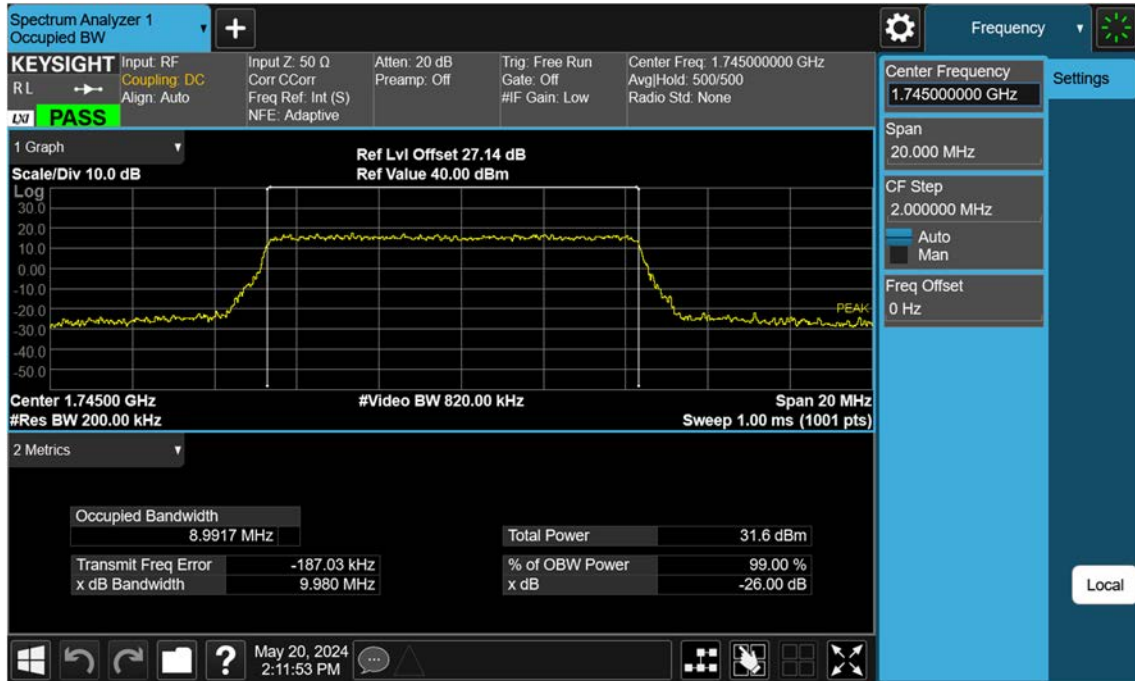 Spectrum Analyzer 1
Occupied BW
+
Frequency
KEYSIGHT
R L
LXI PASS
Input: RF
Coupling: DC
Align: Auto
Input Z: 50 Ω
Corr CCorr
Freq Ref: Int (S)
NFE: Adaptive
Atten: 20 dB
Preamp: Off
Trig: Free Run
Gate: Off
#IF Gain: Low
Center Freq: 1.745000000 GHz
Avg|Hold: 500/500
Radio Std: None
Center Frequency
1.745000000 GHz
Settings
Span
20.000 MHz
CF Step
2.000000 MHz
Auto
Man
Freq Offset
0 Hz
Local
1 Graph
Scale/Div 10.0 dB
Ref Lvl Offset 27.14 dB
Ref Value 40.00 dBm
Log
30.0
20.0
10.0
0.00
-10.0
-20.0
-30.0
-40.0
-50.0
PEAK
Center 1.74500 GHz
#Video BW 820.00 kHz
Span 20 MHz
#Res BW 200.00 kHz
Sweep 1.00 ms (1001 pts)
2 Metrics
Occupied Bandwidth
8.9917 MHz
Total Power 31.6 dBm
Transmit Freq Error -187.03 kHz
% of OBW Power 99.00 %
x dB Bandwidth 9.980 MHz
x dB -26.00 dB
?
May 20, 2024
2:11:53 PM